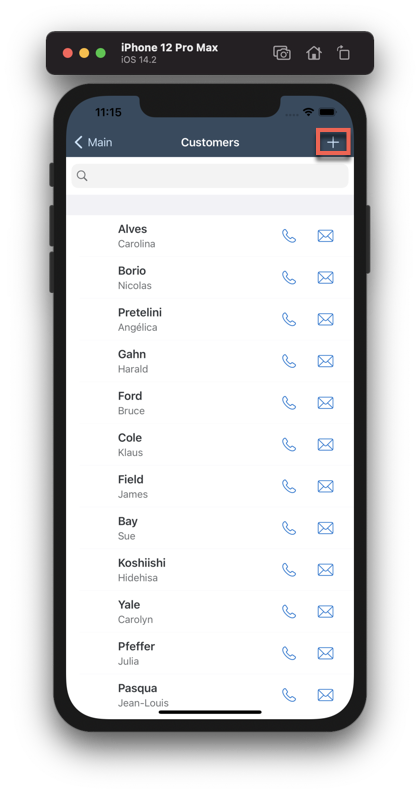 iPhone 12 Pro Max
iOS 14.2
11:15
Main
Customers
Alves
Carolina
Borio
Nicolas
Pretelini
Angélica
Gahn
Harald
Ford
Bruce
Cole
Klaus
Field
James
Bay
Sue
Koshiishi
Hidehisa
Yale
Carolyn
Pfeffer
Julia
Pasqua
Jean-Louis